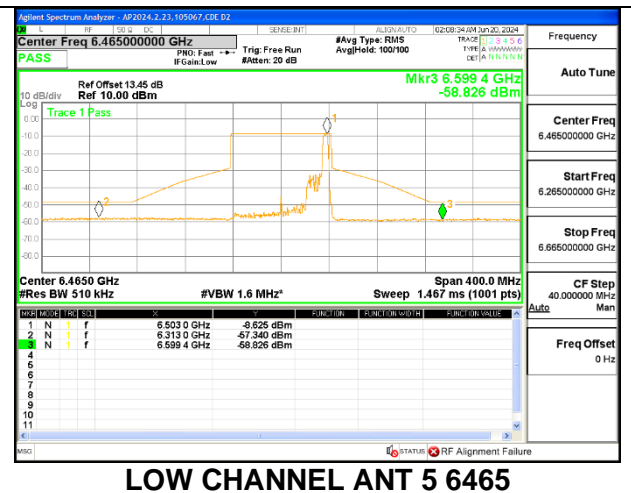 Agilent Spectrum Analyzer - AP2024.2.23,105067,CDE D2
L RF 50 Ω DC SENSE:INT ALIGNAUTO 02:08:34 AM Jun 20, 2024
Center Freq 6.465000000 GHz
PASS
PNO: Fast
IFGain:Low
Trig: Free Run
#Atten: 20 dB
#Avg Type: RMS
Avg|Hold: 100/100
TRACE 1 2 3 4 5 6
TYPE A WWWWW
DET A N N N N N
Frequency
Auto Tune
Center Freq
6.465000000 GHz
Start Freq
6.265000000 GHz
Stop Freq
6.665000000 GHz
CF Step
40.000000 MHz
Auto Man
Freq Offset
0 Hz
Ref Offset 13.45 dB
10 dB/div Ref 10.00 dBm
Mkr3 6.599 4 GHz
-58.826 dBm
Log
Trace 1 Pass
0.00
-10.0
-20.0
-30.0
-40.0
-50.0
-60.0
-70.0
-80.0
1
2
3
Center 6.4650 GHz Span 400.0 MHz
#Res BW 510 kHz #VBW 1.6 MHz* Sweep 1.467 ms (1001 pts)
MKR MODE TRC SCL X Y FUNCTION FUNCTION WIDTH FUNCTION VALUE
1 N 1 f 6.503 0 GHz -8.625 dBm
2 N 1 f 6.313 0 GHz -57.340 dBm
3 N 1 f 6.599 4 GHz -58.826 dBm
4
5
6
7
8
9
10
11
MSG STATUS RF Alignment Failure
LOW CHANNEL ANT 5 6465